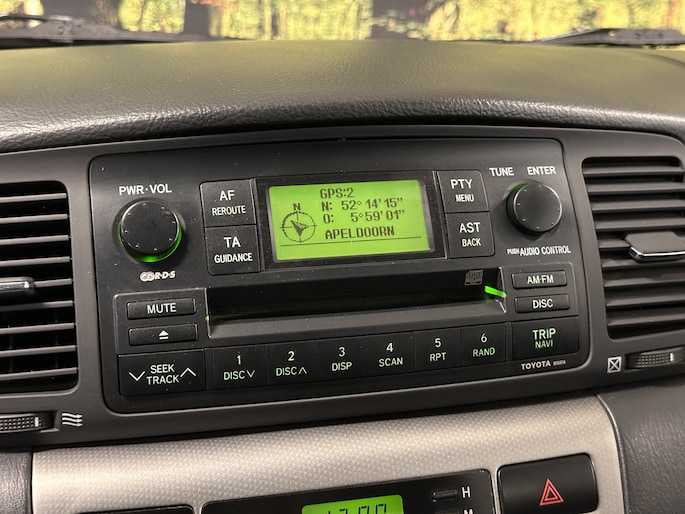 PWR·VOL
AF
REROUTE
TA
GUIDANCE
GPS:2
N
N: 52° 14' 15"
O: 5° 59' 01"
APELDOORN
PTY
MENU
AST
BACK
TUNE
ENTER
PUSH AUDIO CONTROL
R·D·S
MUTE
AM·FM
DISC
SEEK
TRACK
1
DISC
2
DISC
3
DISP
4
SCAN
5
RPT
6
RAND
TRIP
NAVI
TOYOTA
H
M